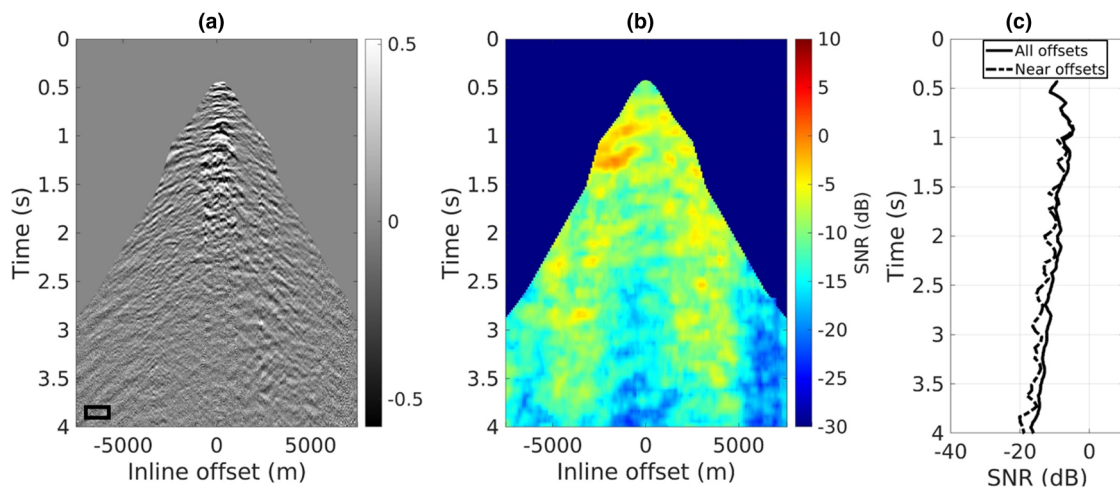 (a)
0
0.5
1
1.5
2
2.5
3
3.5
4
Time (s)
-5000 0 5000
Inline offset (m)
0.5
0
-0.5
(b)
0
0.5
1
1.5
2
2.5
3
3.5
4
Time (s)
-5000 0 5000
Inline offset (m)
10
5
0
-5
-10
-15
-20
-25
-30
SNR (dB)
(c)
All offsets
Near offsets
0
0.5
1
1.5
2
2.5
3
3.5
4
Time (s)
-40 -20 0
SNR (dB)